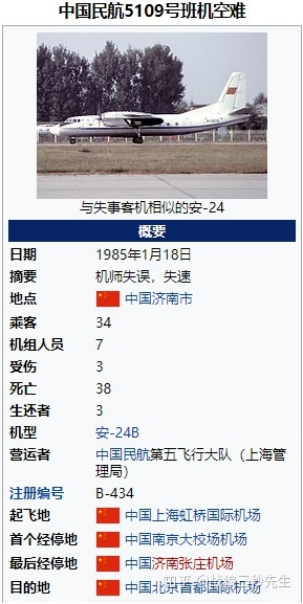 中国民航5109号班机空难
与失事客机相似的安-24
概要
日期 1985年1月18日
摘要 机师失误，失速
地点 中国济南市
乘客 34
机组人员 7
受伤 3
死亡 38
生还者 3
机型 安-24B
营运者 中国民航第五飞行大队（上海管
理局）
注册编号 B-434
起飞地 中国上海虹桥国际机场
首个经停地 中国南京大校场机场
最后经停地 中国济南张庄机场
目的地 中国北京首都国际机场
知乎